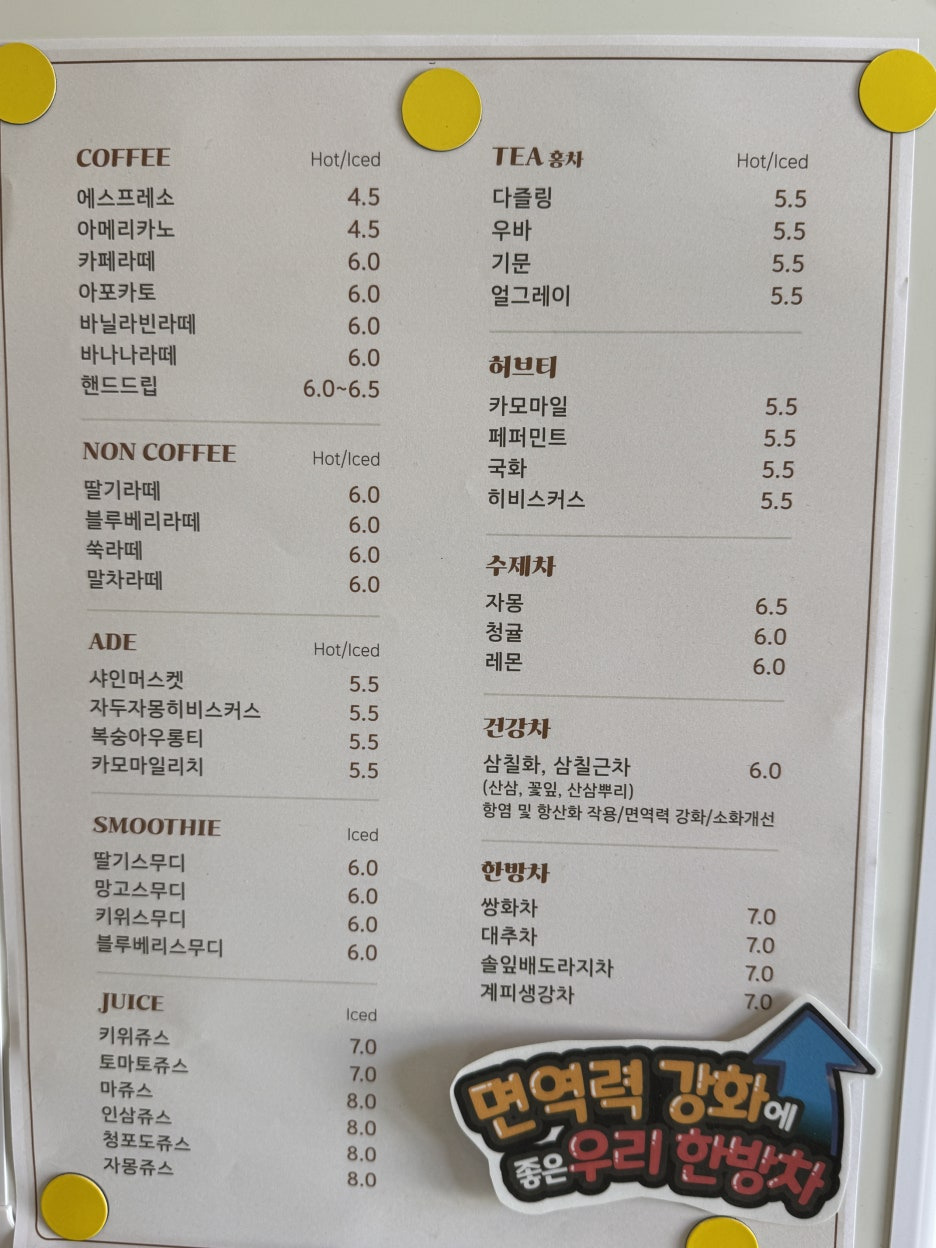 COFFEE Hot/Iced
에스프레소 4.5
아메리카노 4.5
카페라떼 6.0
아포카토 6.0
바닐라빈라떼 6.0
바나나라떼 6.0
핸드드립 6.0~6.5
NON COFFEE Hot/Iced
딸기라떼 6.0
블루베리라떼 6.0
쑥라떼 6.0
말차라떼 6.0
ADE Hot/Iced
샤인머스켓 5.5
자두자몽히비스커스 5.5
복숭아우롱티 5.5
카모마일리치 5.5
SMOOTHIE Iced
딸기스무디 6.0
망고스무디 6.0
키위스무디 6.0
블루베리스무디 6.0
JUICE Iced
키위쥬스 7.0
토마토쥬스 7.0
마쥬스 8.0
인삼쥬스 8.0
청포도쥬스 8.0
자몽쥬스 8.0
TEA 홍차 Hot/Iced
다즐링 5.5
우바 5.5
기문 5.5
얼그레이 5.5
허브티
카모마일 5.5
페퍼민트 5.5
국화 5.5
히비스커스 5.5
수제차
자몽 6.5
청귤 6.0
레몬 6.0
건강차
삼칠화, 삼칠근차 6.0
(산삼, 꽃잎, 산삼뿌리)
항염 및 항산화 작용/면역력 강화/소화개선
한방차
쌍화차 7.0
대추차 7.0
솔잎배도라지차 7.0
계피생강차 7.0
면역력 강화에
좋은 우리 한방차